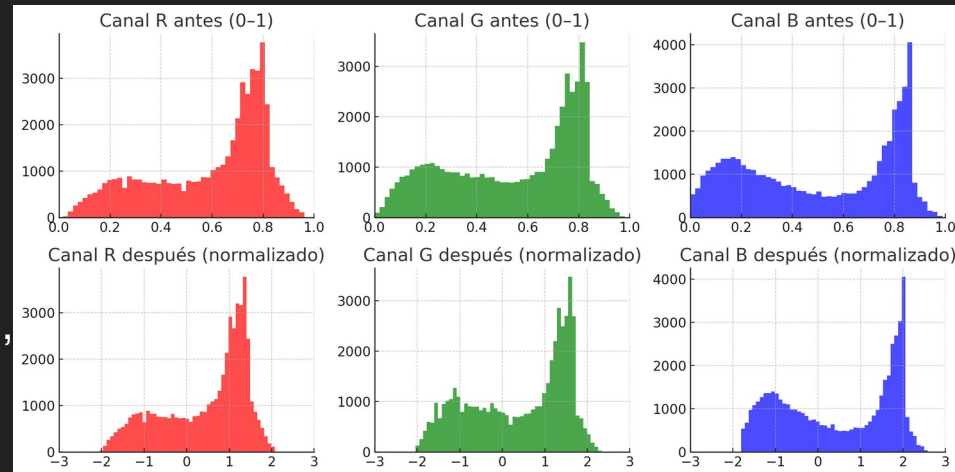 Canal R antes (0–1)
Canal G antes (0–1)
Canal B antes (0–1)
3000
2000
1000
0
0.0 0.2 0.4 0.6 0.8 1.0
3000
2000
1000
0
0.0 0.2 0.4 0.6 0.8 1.0
4000
3000
2000
1000
0
0.0 0.2 0.4 0.6 0.8 1.0
Canal R después (normalizado)
Canal G después (normalizado)
Canal B después (normalizado)
,
3000
2000
1000
0
−3 −2 −1 0 1 2 3
3000
2000
1000
0
−3 −2 −1 0 1 2 3
4000
3000
2000
1000
0
−3 −2 −1 0 1 2 3